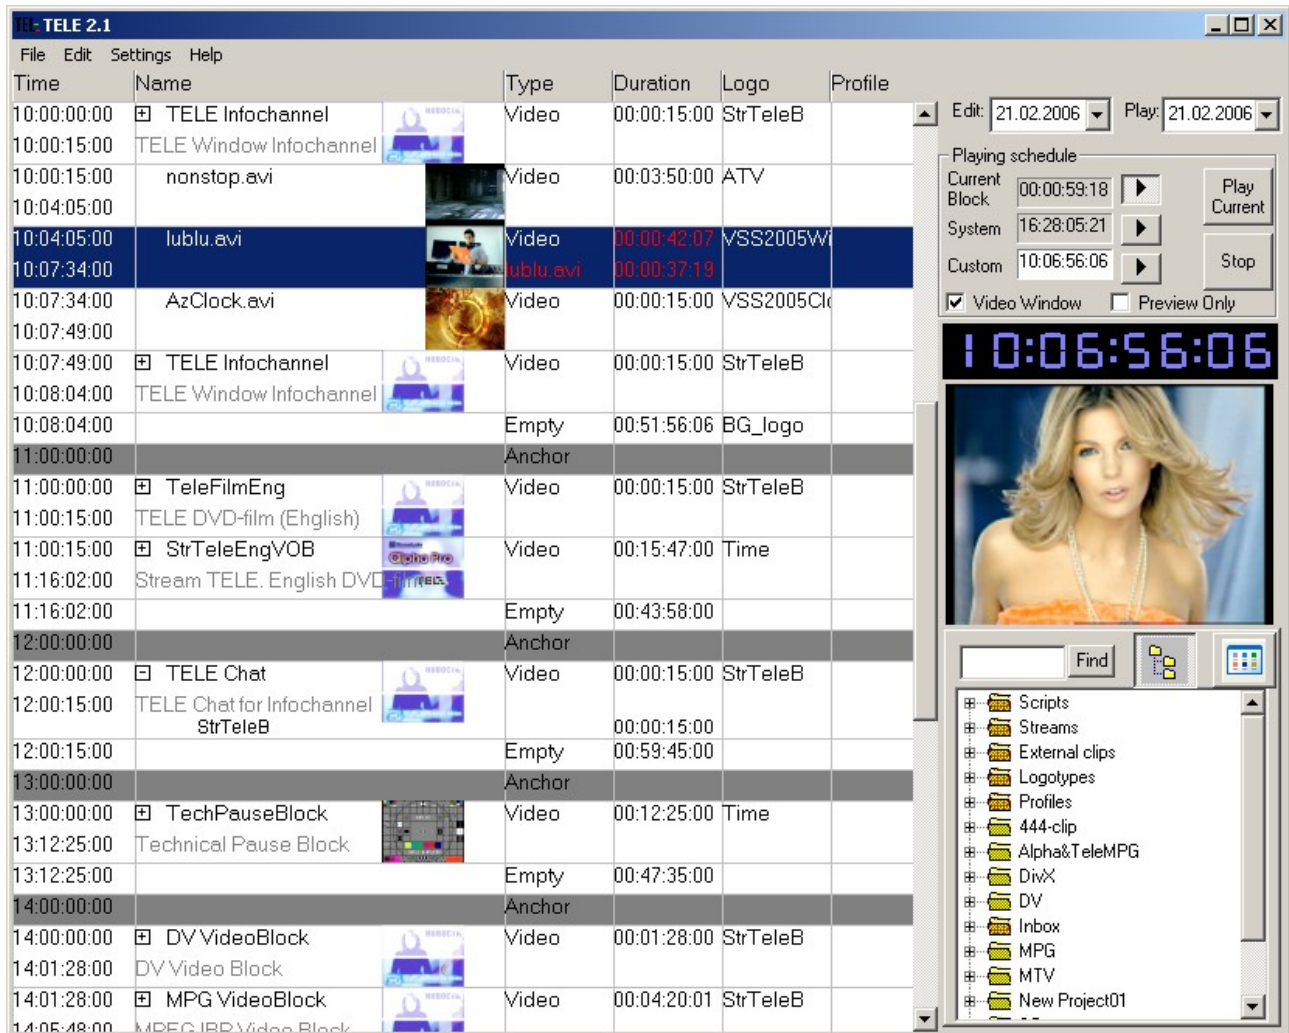 TELE 2.1
File Edit Settings Help
Time Name Type Duration Logo Profile
10:00:00:00 TELE Infochannel Video 00:00:15:00 StrTeleB
10:00:15:00 TELE Window Infochannel
10:00:15:00 nonstop.avi Video 00:03:50:00 ATV
10:04:05:00
10:04:05:00 lublu.avi Video 00:00:42:07 VSS2005Wi
10:07:34:00 lublu.avi 00:00:37:19
10:07:34:00 AzClock.avi Video 00:00:15:00 VSS2005Clo
10:07:49:00
10:07:49:00 TELE Infochannel Video 00:00:15:00 StrTeleB
10:08:04:00 TELE Window Infochannel
10:08:04:00 Empty 00:51:56:06 BG_logo
11:00:00:00 Anchor
11:00:00:00 TeleFilmEng Video 00:00:15:00 StrTeleB
11:00:15:00 TELE DVD-film (Ehglish)
11:00:15:00 StrTeleEngVOB Video 00:15:47:00 Time
Alpha Pro
11:16:02:00 Stream TELE. English DVD-film
11:16:02:00 Empty 00:43:58:00
12:00:00:00 Anchor
12:00:00:00 TELE Chat Video 00:00:15:00 StrTeleB
12:00:15:00 TELE Chat for Infochannel
StrTeleB 00:00:15:00
12:00:15:00 Empty 00:59:45:00
13:00:00:00 Anchor
13:00:00:00 TechPauseBlock Video 00:12:25:00 Time
13:12:25:00 Technical Pause Block
13:12:25:00 Empty 00:47:35:00
14:00:00:00 Anchor
14:00:00:00 DV VideoBlock Video 00:01:28:00 StrTeleB
14:01:28:00 DV Video Block
14:01:28:00 MPG VideoBlock Video 00:04:20:01 StrTeleB
14:05:48:00 MPEG IBP Video Block
Edit: 21.02.2006 Play: 21.02.2006
Playing schedule
Current Block 00:00:59:18 Play Current
System 16:28:05:21
Custom 10:06:56:06 Stop
Video Window Preview Only
10:06:56:06
Find
Scripts
Streams
External clips
Logotypes
Profiles
444-clip
Alpha&TeleMPG
DivX
DV
Inbox
MPG
MTV
New Project01